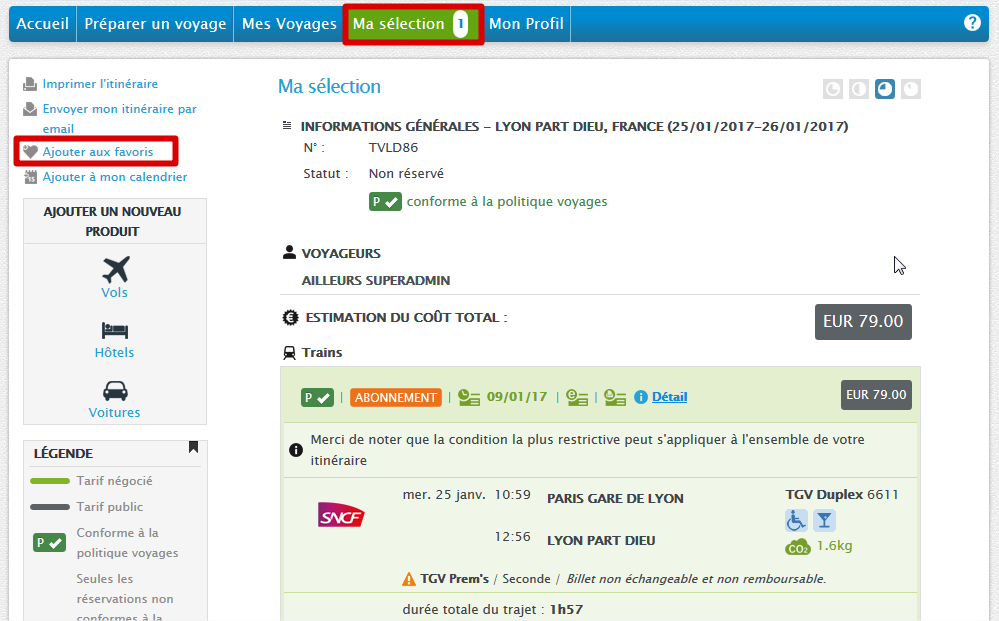 Accueil Préparer un voyage Mes Voyages Ma sélection 1 Mon Profil ?
Imprimer l'itinéraire
Envoyer mon itinéraire par
email
Ajouter aux favoris
15 Ajouter à mon calendrier
AJOUTER UN NOUVEAU
PRODUIT
Vols
Hôtels
Voitures
LÉGENDE
Tarif négocié
Tarif public
P Conforme à la
politique voyages
Seules les
réservations non
conformes à la
Ma sélection
INFORMATIONS GÉNÉRALES – LYON PART DIEU, FRANCE (25/01/2017-26/01/2017)
N° : TVLD86
Statut : Non réservé
P conforme à la politique voyages
VOYAGEURS
AILLEURS SUPERADMIN
€ ESTIMATION DU COÛT TOTAL : EUR 79.00
Trains
P | ABONNEMENT | 09/01/17 | | i Détail EUR 79.00
i Merci de noter que la condition la plus restrictive peut s'appliquer à l'ensemble de votre
itinéraire
SNCF mer. 25 janv. 10:59 PARIS GARE DE LYON TGV Duplex 6611
12:56 LYON PART DIEU
CO2 1.6kg
TGV Prem's / Seconde / Billet non échangeable et non remboursable.
durée totale du trajet : 1h57